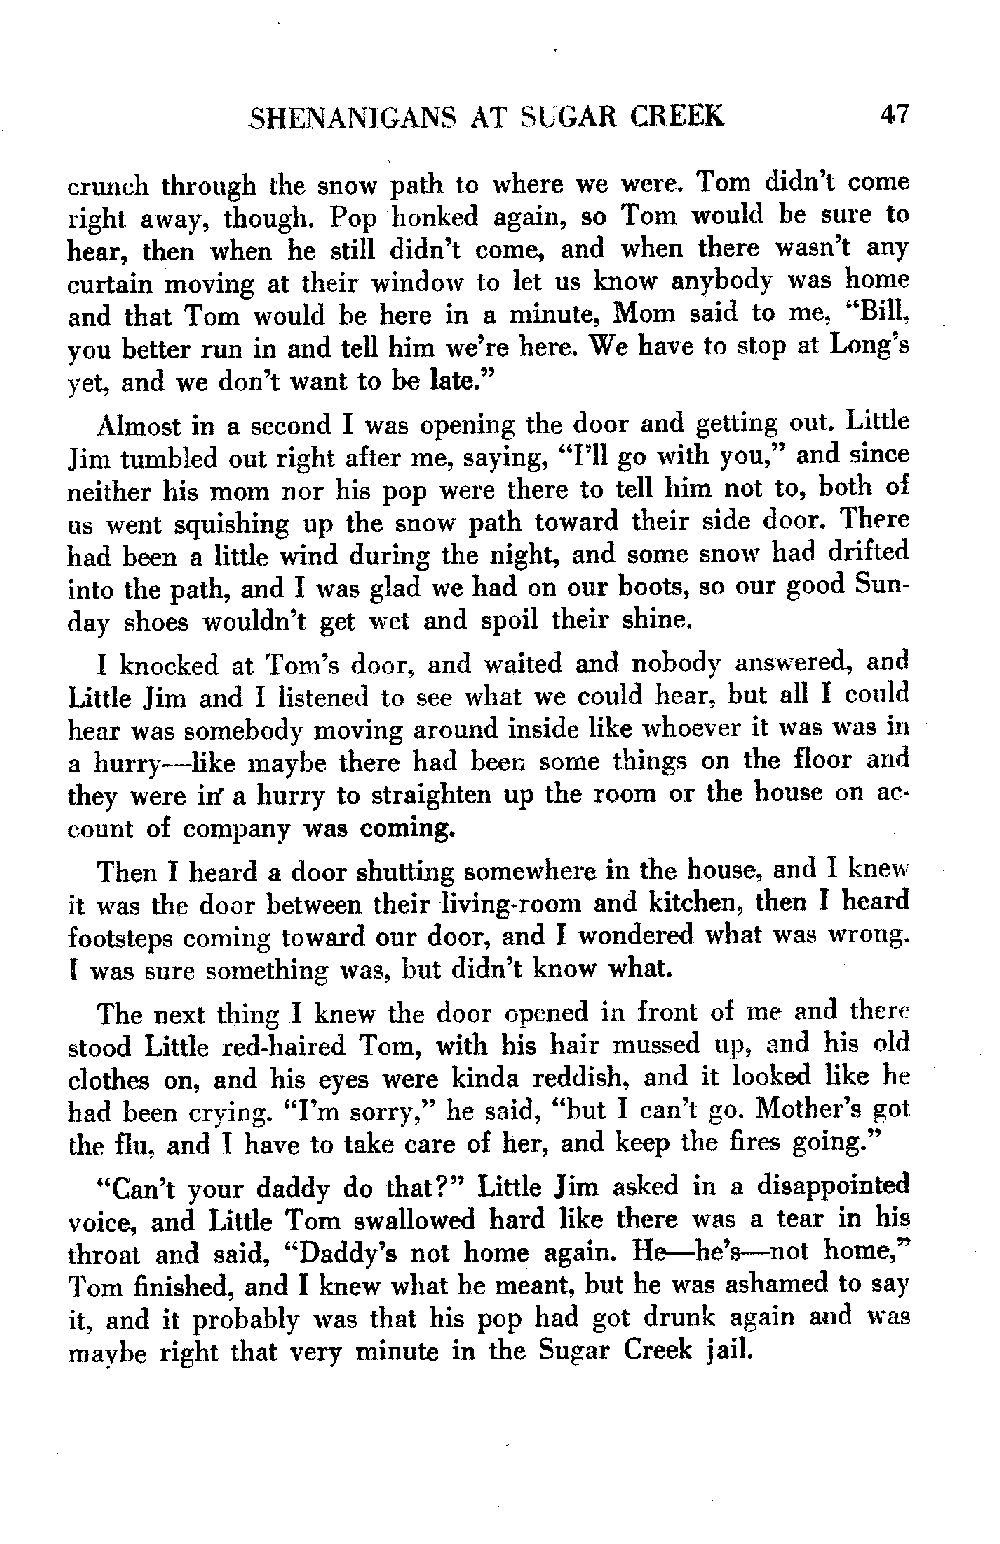 SHENANIGANS AT SUGAR CREEK 47
crunch through the snow path to where we were. Tom didn't come
right away, though. Pop honked again, so Tom would be sure to
hear, then when he still didn't come, and when there wasn't any
curtain moving at their window to let us know anybody was home
and that Tom would be here in a minute, Mom said to me, “Bill,
you better run in and tell him we're here. We have to stop at Long's
yet, and we don't want to be late.”
Almost in a second I was opening the door and getting out. Little
Jim tumbled out right after me, saying, “I'll go with you,” and since
neither his mom nor his pop were there to tell him not to, both of
us went squishing up the snow path toward their side door. There
had been a little wind during the night, and some snow had drifted
into the path, and I was glad we had on our boots, so our good Sun-
day shoes wouldn't get wet and spoil their shine.
I knocked at Tom's door, and waited and nobody answered, and
Little Jim and I listened to see what we could hear, but all I could
hear was somebody moving around inside like whoever it was was in
a hurry—like maybe there had been some things on the floor and
they were in a hurry to straighten up the room or the house on ac-
count of company was coming.
Then I heard a door shutting somewhere in the house, and I knew
it was the door between their living-room and kitchen, then I heard
footsteps coming toward our door, and I wondered what was wrong.
I was sure something was, but didn't know what.
The next thing I knew the door opened in front of me and there
stood Little red-haired Tom, with his hair mussed up, and his old
clothes on, and his eyes were kinda reddish, and it looked like he
had been crying. “I'm sorry,” he said, “but I can't go. Mother's got
the flu, and I have to take care of her, and keep the fires going.”
“Can't your daddy do that?” Little Jim asked in a disappointed
voice, and Little Tom swallowed hard like there was a tear in his
throat and said, “Daddy's not home again. He—he's—not home,”
Tom finished, and I knew what he meant, but he was ashamed to say
it, and it probably was that his pop had got drunk again and was
maybe right that very minute in the Sugar Creek jail.